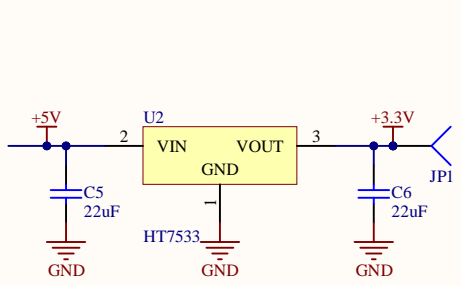 +5V
U2
+3.3V
2
VIN
VOUT
3
GND
JP1
C5
22uF
1
C6
22uF
HT7533
GND
GND
GND